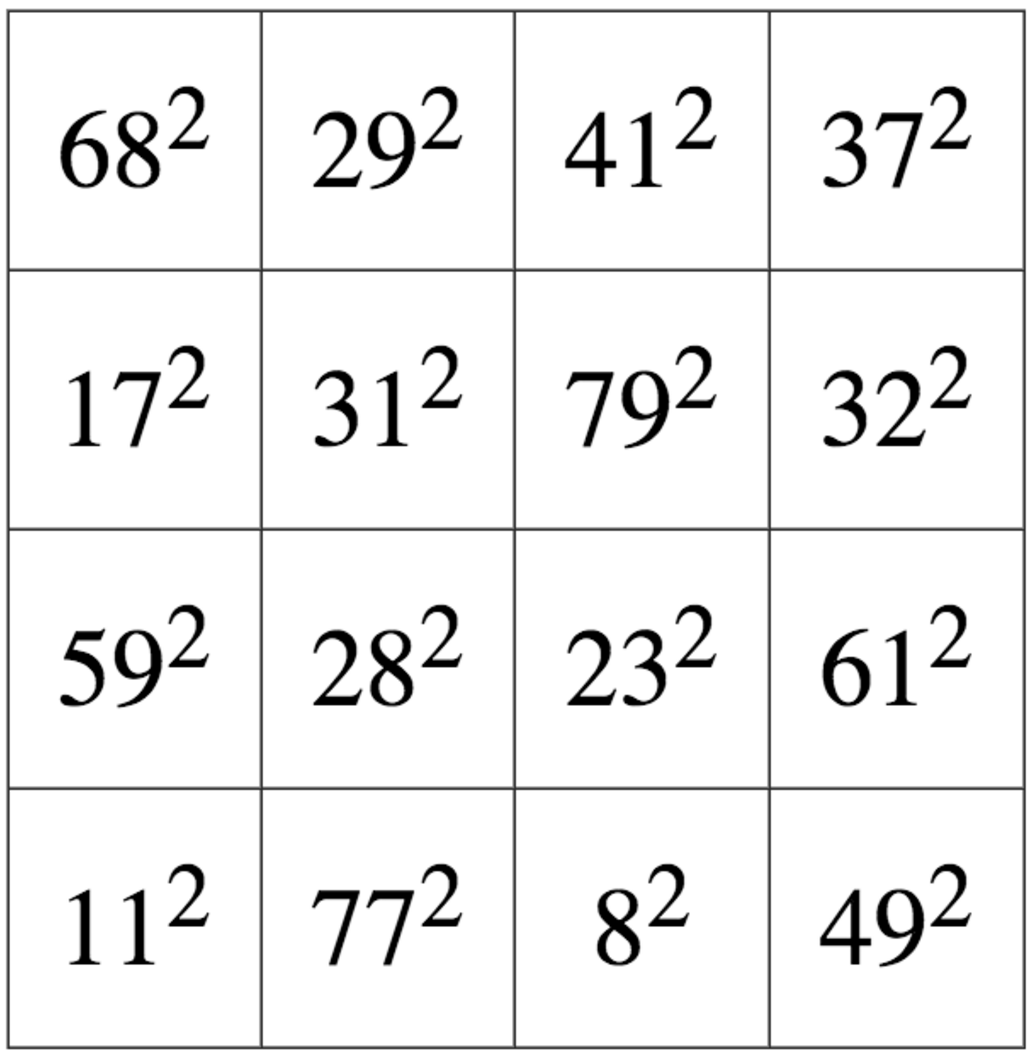 68² 29² 41² 37²
17² 31² 79² 32²
59² 28² 23² 61²
11² 77² 8² 49²